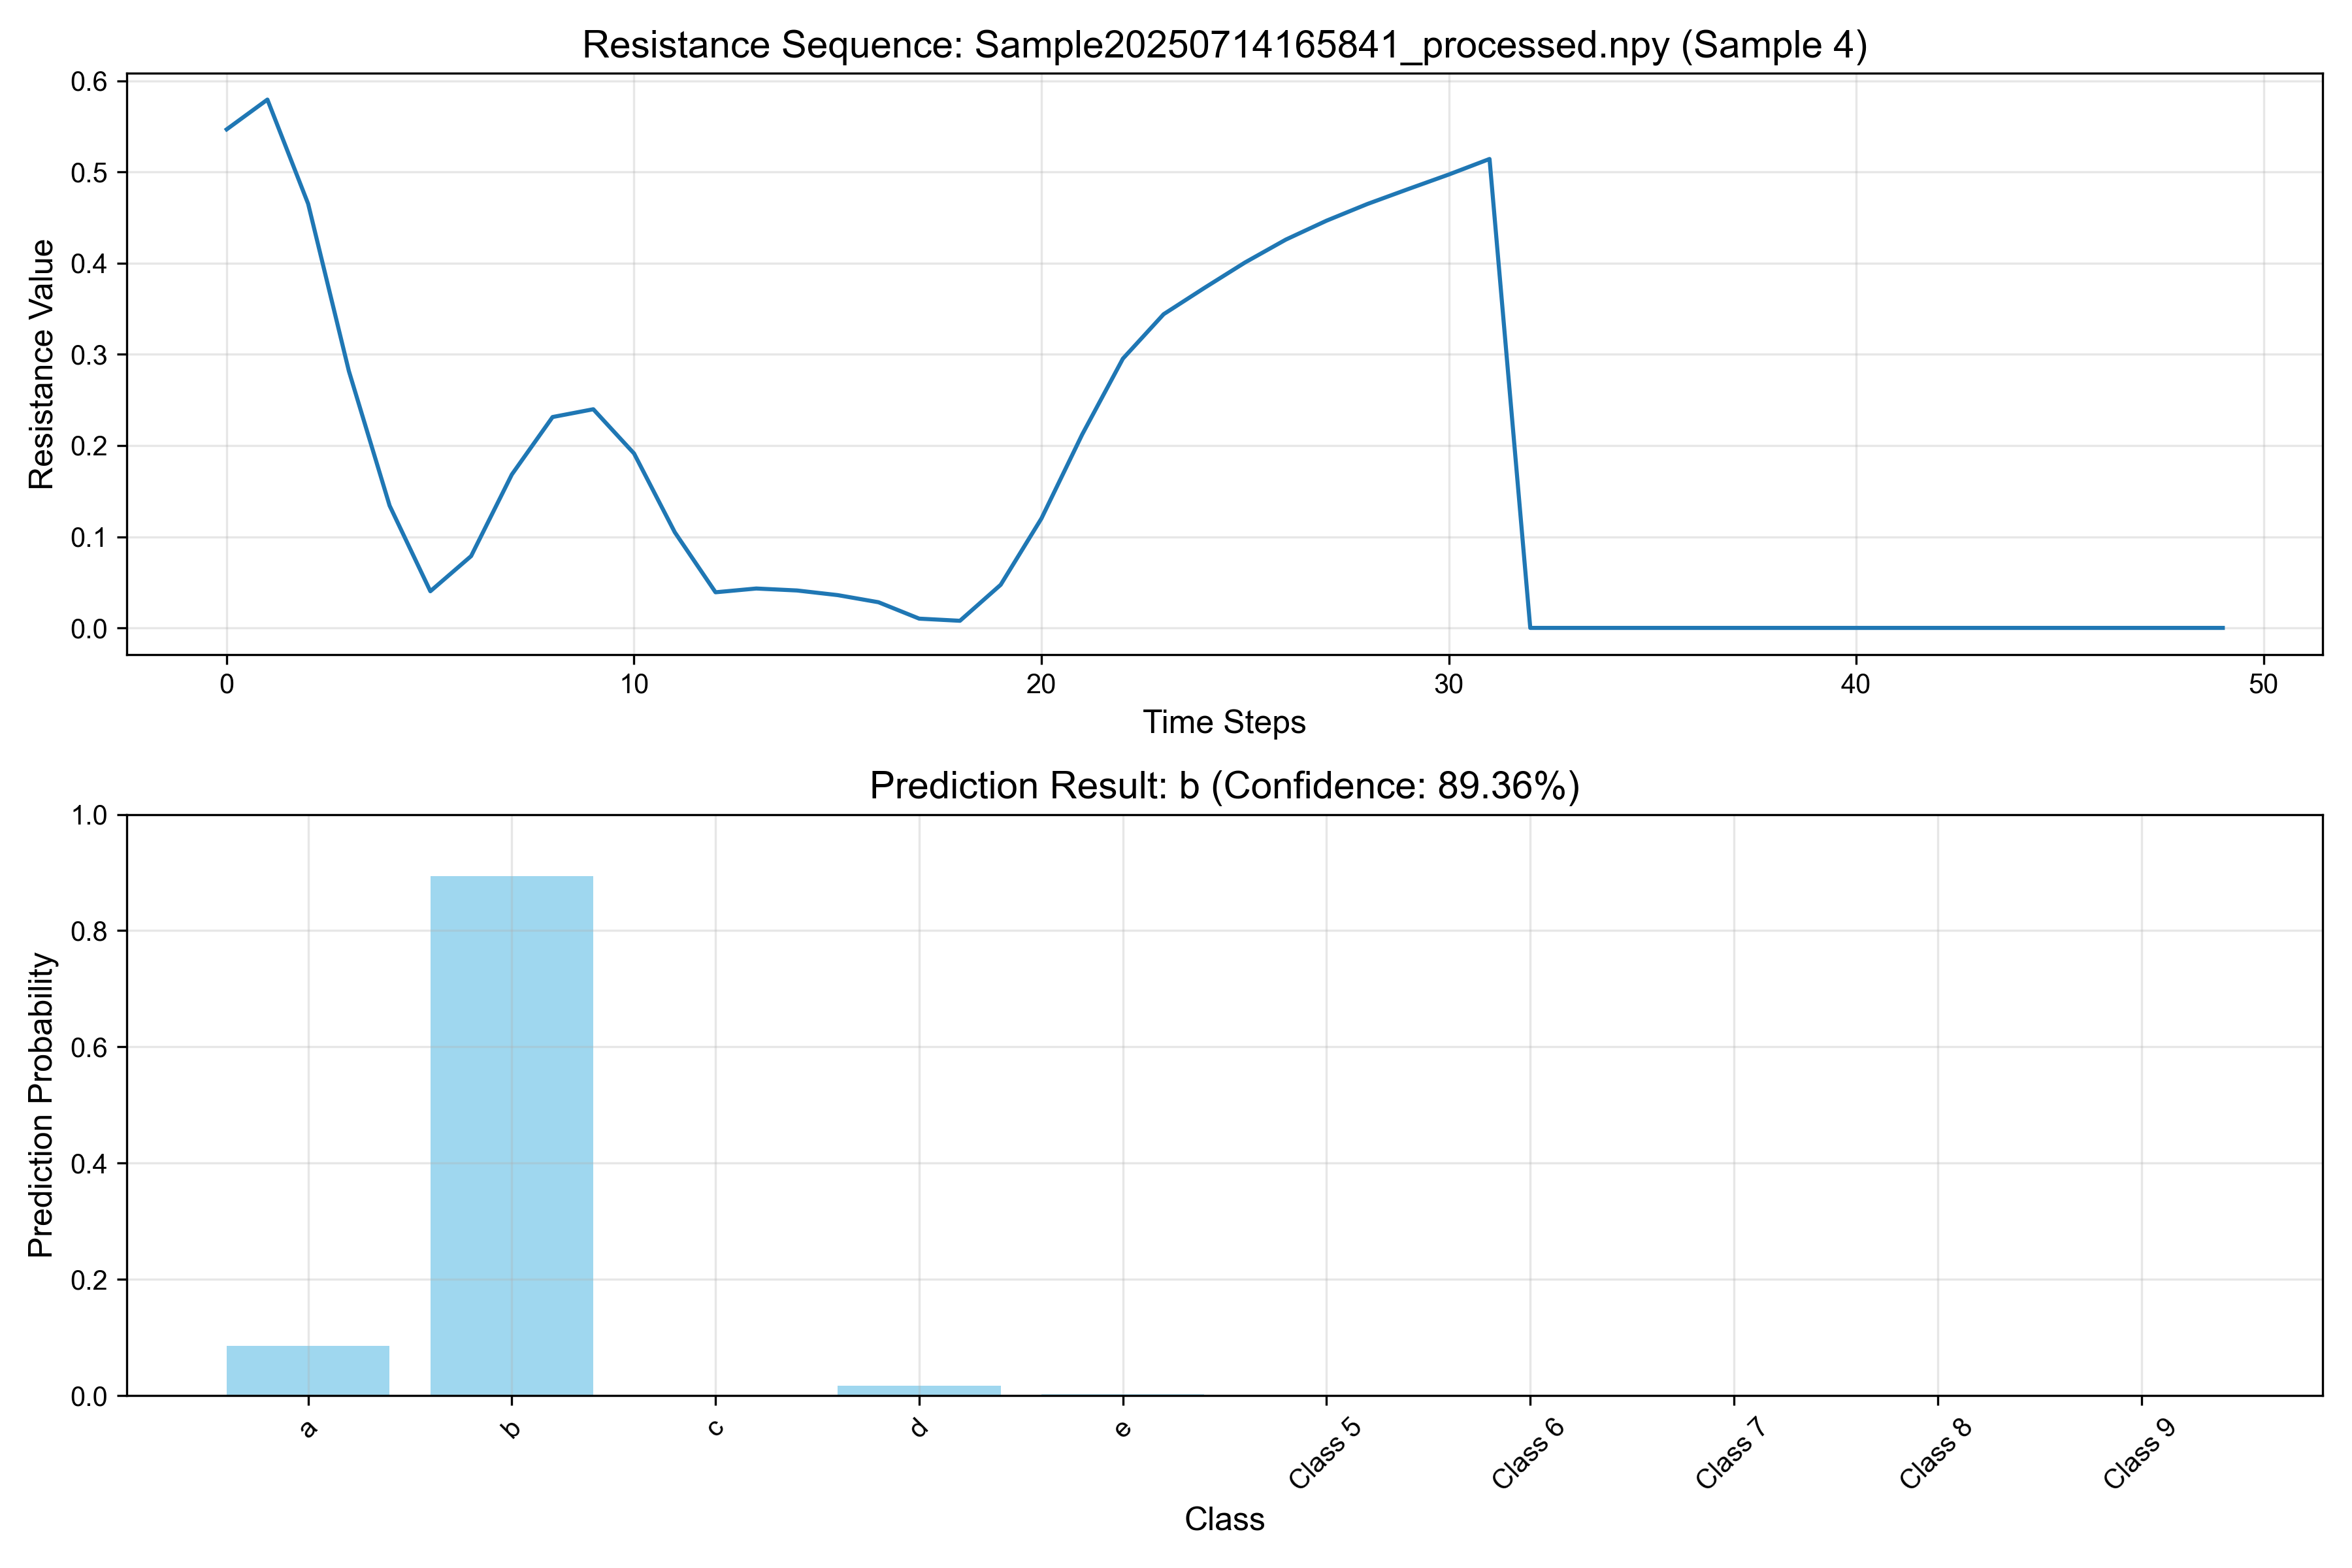 Resistance Sequence: Sample20250714165841_processed.npy (Sample 4)
0.6
0.5
0.4
0.3
0.2
0.1
0.0
Resistance Value
0 10 20 30 40 50
Time Steps
Prediction Result: b (Confidence: 89.36%)
1.0
0.8
0.6
0.4
0.2
0.0
Prediction Probability
a b c d e Class 5 Class 6 Class 7 Class 8 Class 9
Class